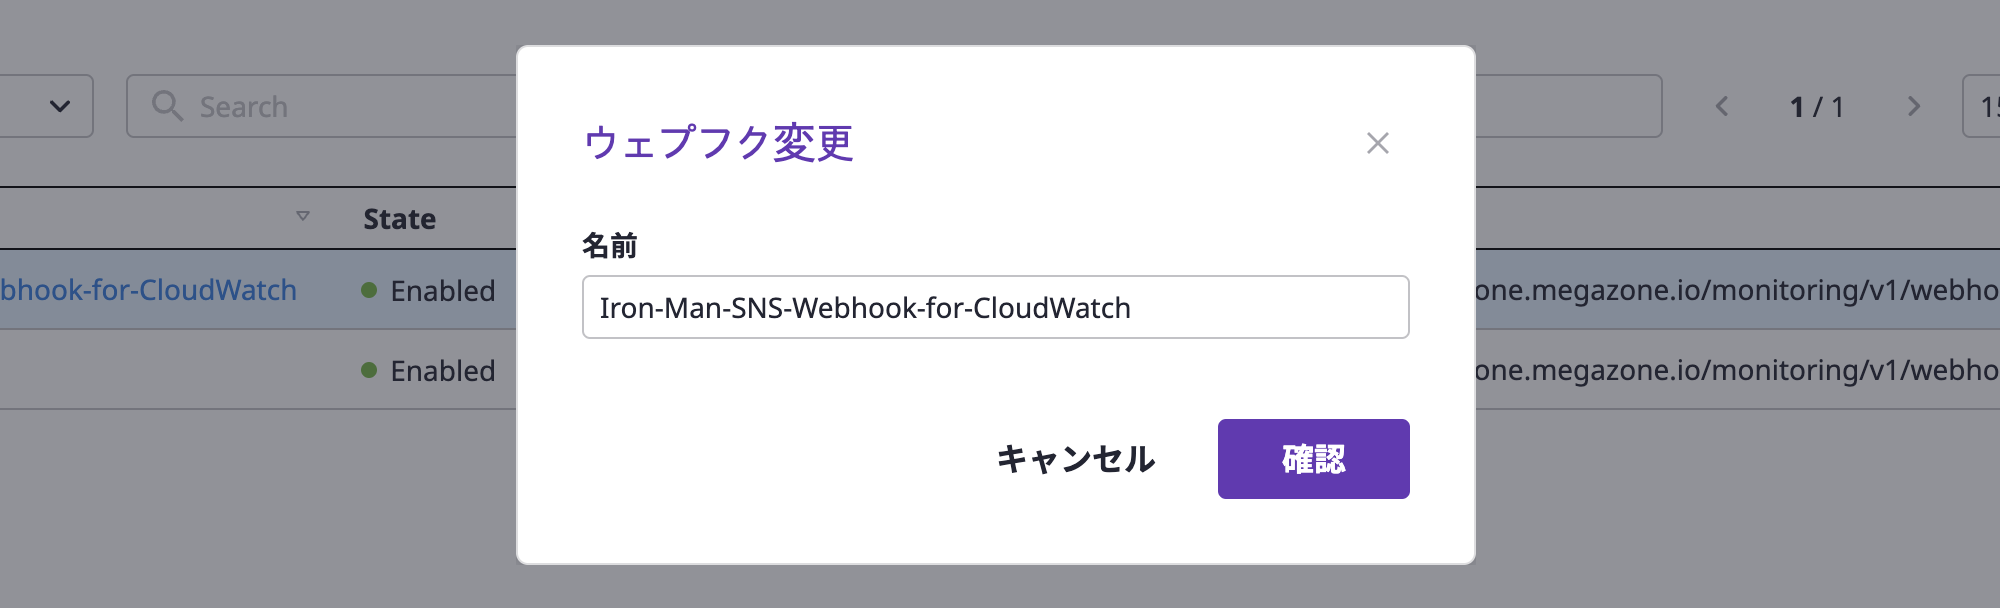 Search
1 / 1
15
State
bhook-for-CloudWatch
Enabled
one.megazone.io/monitoring/v1/webho
Enabled
one.megazone.io/monitoring/v1/webho
ウェプフク変更
名前
Iron-Man-SNS-Webhook-for-CloudWatch
キャンセル
確認